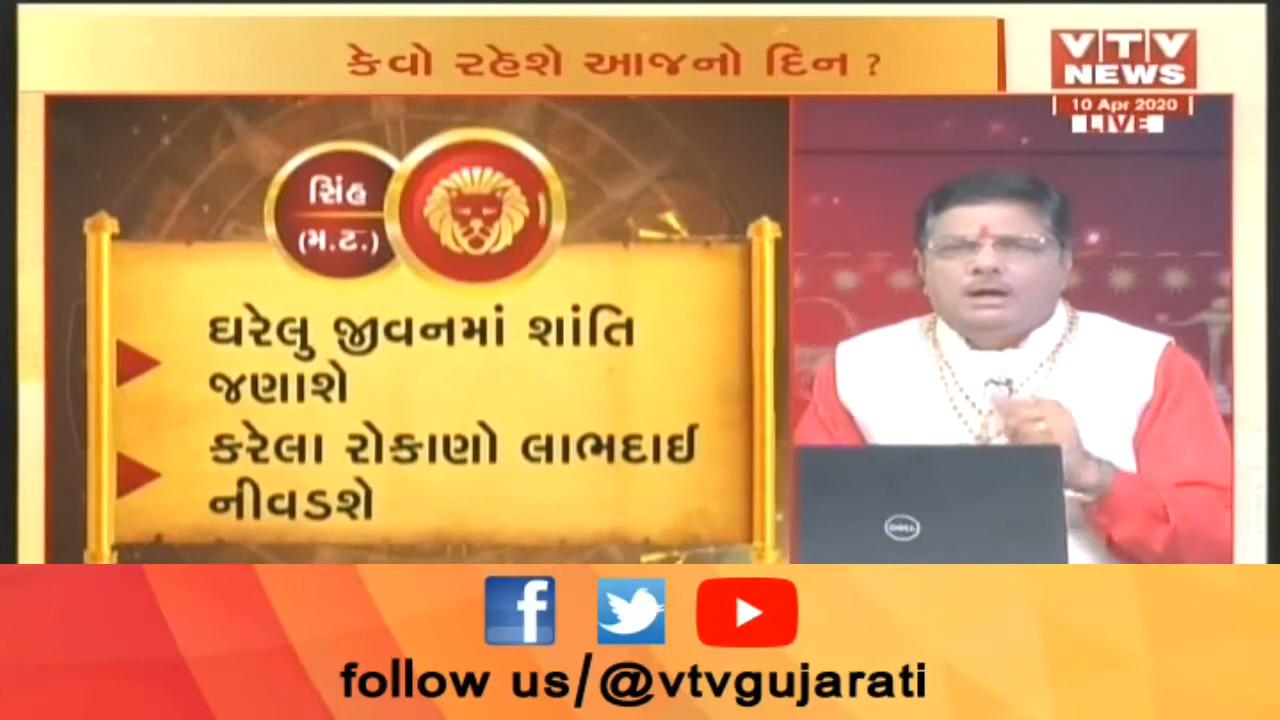 કેવો રહેશે આજનો દિન ?
VTV
NEWS
10 Apr 2020
LIVE
સિંહ
(મ.ટ.)
ઘરેલુ જીવનમાં શાંતિ
જણાશે
કરેલા રોકાણો લાભદાઈ
નીવડશે
DELL
follow us/@vtvgujarati